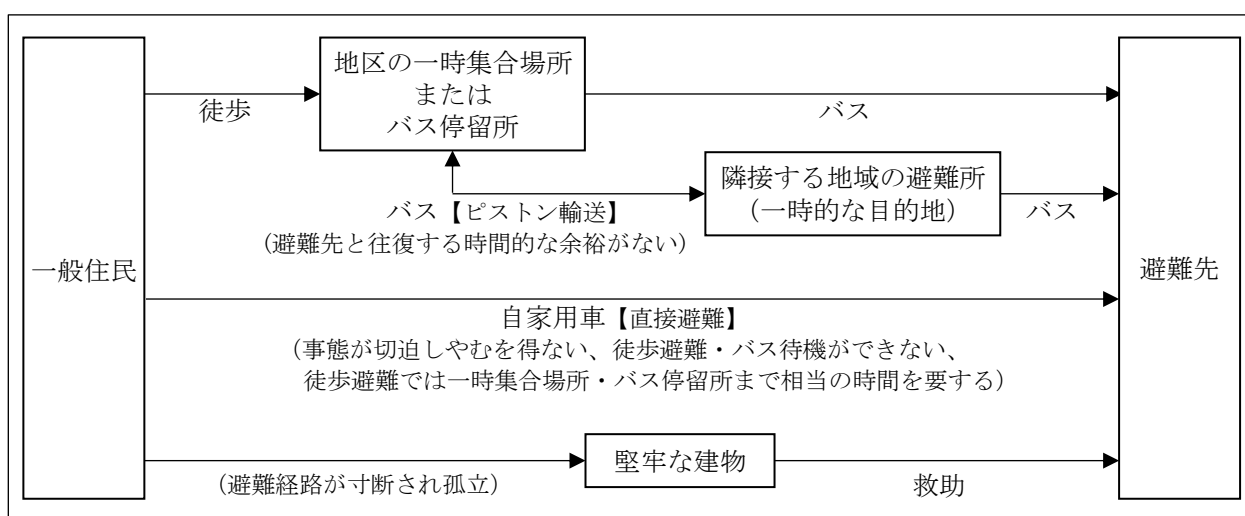 一般住民
徒歩
地区の一時集合場所
または
バス停留所
バス
バス【ピストン輸送】
（避難先と往復する時間的な余裕がない）
隣接する地域の避難所
（一時的な目的地）
バス
避難先
自家用車【直接避難】
（事態が切迫しやむを得ない、徒歩避難・バス待機ができない、
徒歩避難では一時集合場所・バス停留所まで相当の時間を要する）
（避難経路が寸断され孤立）
堅牢な建物
救助